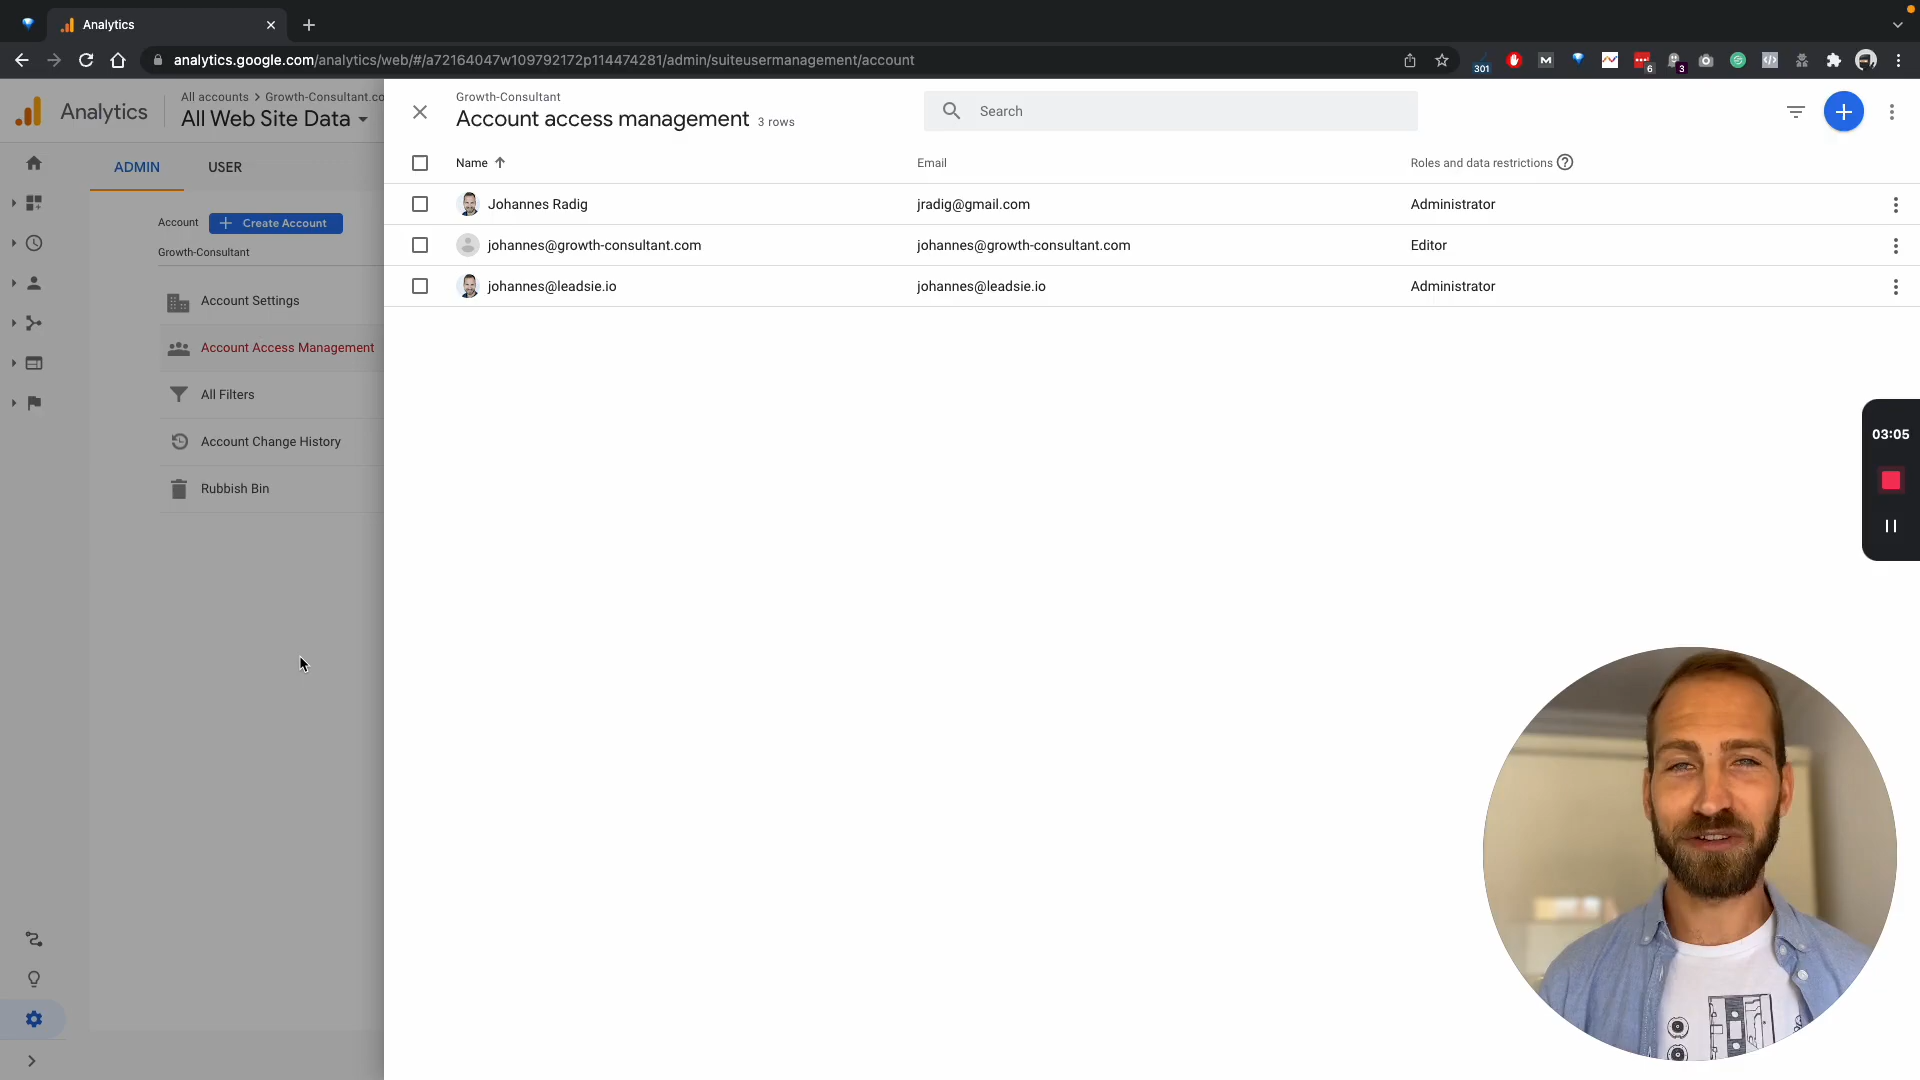 Analytics
analytics.google.com/analytics/web/#/a72164047w109792172p114474281/admin/suiteusermanagement/account
301
6
3
Analytics
All accounts > Growth-Consultant.co
All Web Site Data
ADMIN
USER
Account
+ Create Account
Growth-Consultant
Account Settings
Account Access Management
All Filters
Account Change History
Rubbish Bin
Growth-Consultant
Account access management 3 rows
Search
Name
Email
Roles and data restrictions
Johannes Radig
jradig@gmail.com
Administrator
johannes@growth-consultant.com
johannes@growth-consultant.com
Editor
johannes@leadsie.io
johannes@leadsie.io
Administrator
03:05